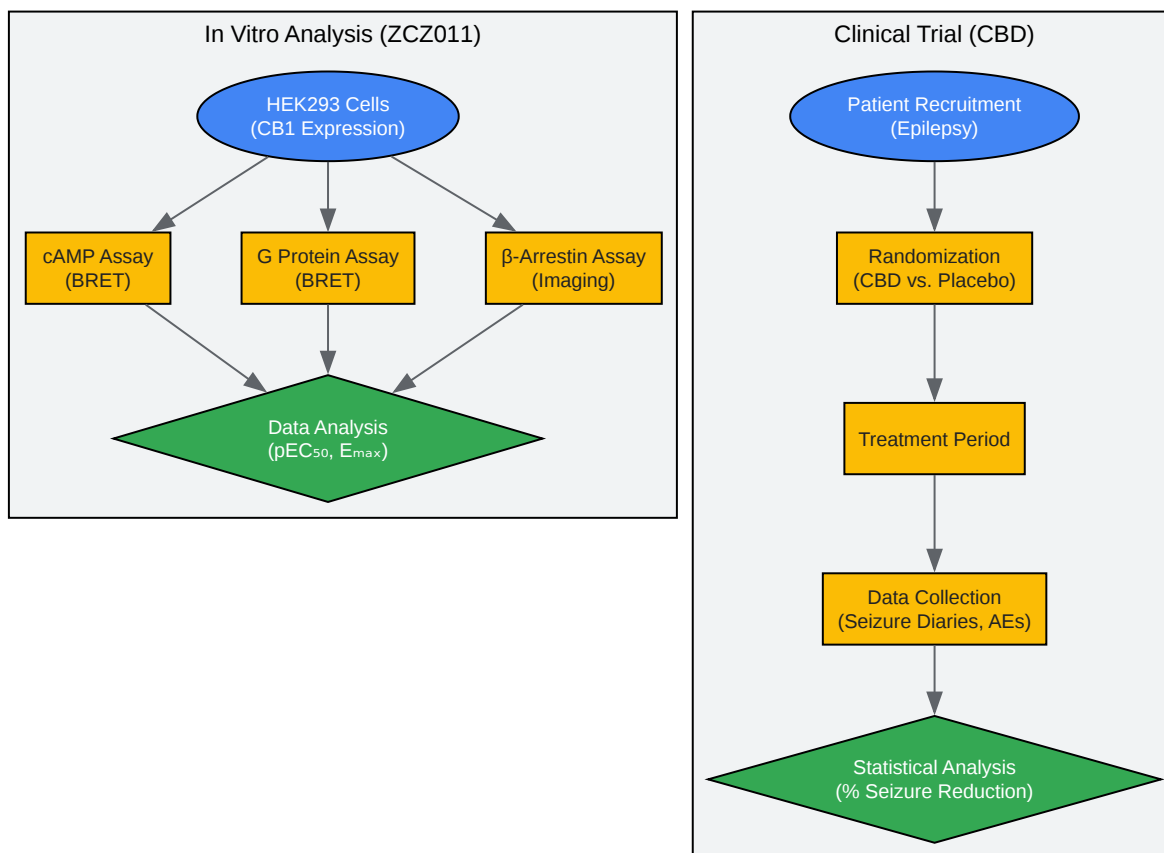 In Vitro Analysis (ZCZ011)
HEK293 Cells
(CB1 Expression)
cAMP Assay
(BRET)
G Protein Assay
(BRET)
β-Arrestin Assay
(Imaging)
Data Analysis
(pEC₅₀, Eₘₐₓ)
Clinical Trial (CBD)
Patient Recruitment
(Epilepsy)
Randomization
(CBD vs. Placebo)
Treatment Period
Data Collection
(Seizure Diaries, AEs)
Statistical Analysis
(% Seizure Reduction)